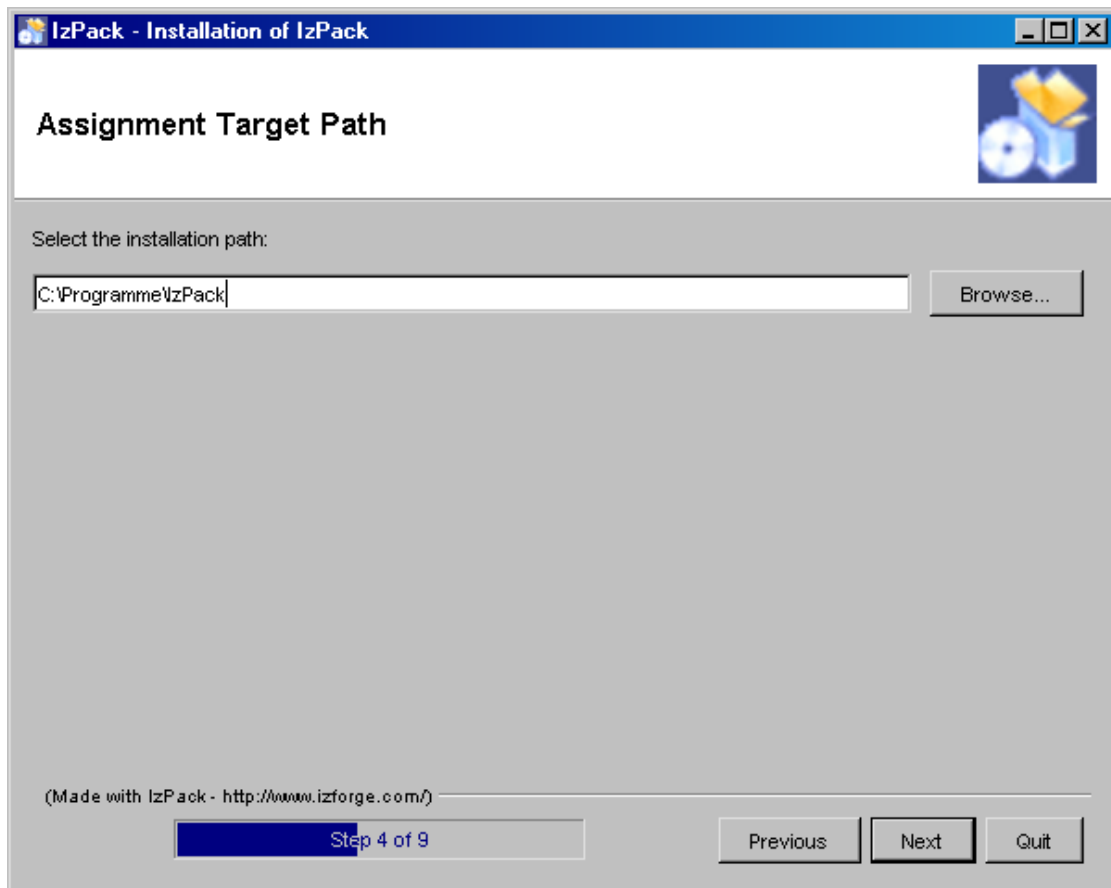 IzPack - Installation of IzPack
Assignment Target Path
Select the installation path:
C:\Programme\IzPack
Browse...
(Made with IzPack - http://www.izforge.com/)
Step 4 of 9
Previous
Next
Quit